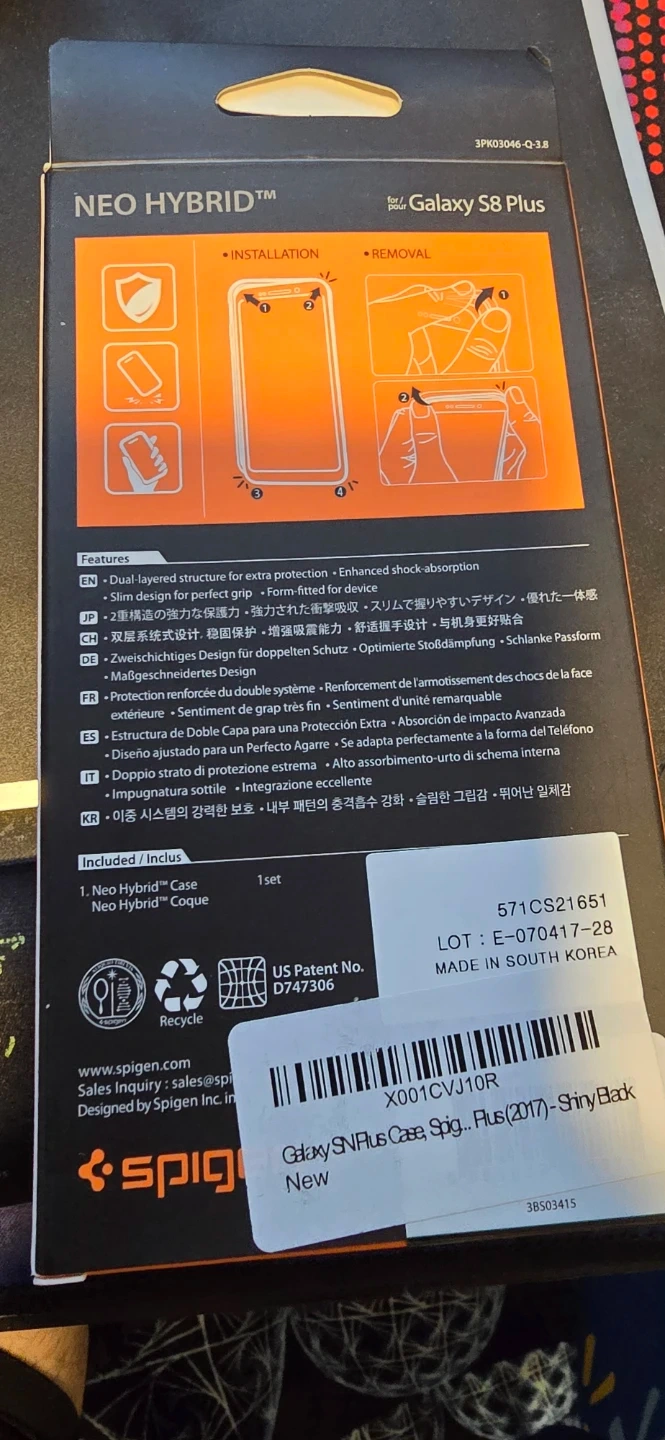 3PK03046-Q-3.8
NEO HYBRID™
for/pour Galaxy S8 Plus
• INSTALLATION
• REMOVAL
1
2
3
4
1
2
Features
EN • Dual-layered structure for extra protection • Enhanced shock-absorption
• Slim design for perfect grip • Form-fitted for device
JP • 2重構造の強力な保護力 • 強力された衝撃吸収 • スリムで握りやすいデザイン • 優れた一体感
CH • 双层系统式设计, 稳固保护 • 增强吸震能力 • 舒适握手设计 • 与机身更好贴合
DE • Zweischichtiges Design für doppelten Schutz • Optimierte Stoßdämpfung • Schlanke Passform
• Maßgeschneidertes Design
FR • Protection renforcée du double système • Renforcement de l'armotissement des chocs de la face
extérieure • Sentiment de grap très fin • Sentiment d'unité remarquable
ES • Estructura de Doble Capa para una Protección Extra • Absorción de impacto Avanzada
• Diseño ajustado para un Perfecto Agarre • Se adapta perfectamente a la forma del Teléfono
IT • Doppio strato di protezione estrema • Alto assorbimento-urto di schema interna
• Impugnatura sottile • Integrazione eccellente
KR • 이중 시스템의 강력한 보호 • 내부 패턴의 충격흡수 강화 • 슬림한 그립감 • 뛰어난 일체감
Included / Inclus
1. Neo Hybrid™ Case 1set
Neo Hybrid™ Coque
571CS21651
LOT : E-070417-28
MADE IN SOUTH KOREA
US Patent No.
D747306
Recycle
www.spigen.com
Sales Inquiry : sales@spi
Designed by Spigen Inc. in
spige
X001CVJ10R
Galaxy SN Plus Case, Spig... Plus (2017) - Shiny Black
New
3BS03415